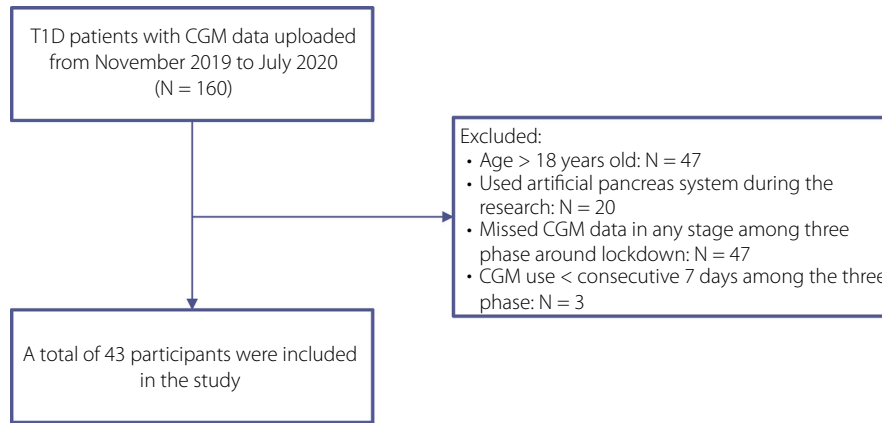 T1D patients with CGM data uploaded
from November 2019 to July 2020
(N = 160)
Excluded:
• Age > 18 years old: N = 47
• Used artificial pancreas system during the
research: N = 20
• Missed CGM data in any stage among three
phase around lockdown: N = 47
• CGM use < consecutive 7 days among the three
phase: N = 3
A total of 43 participants were included
in the study